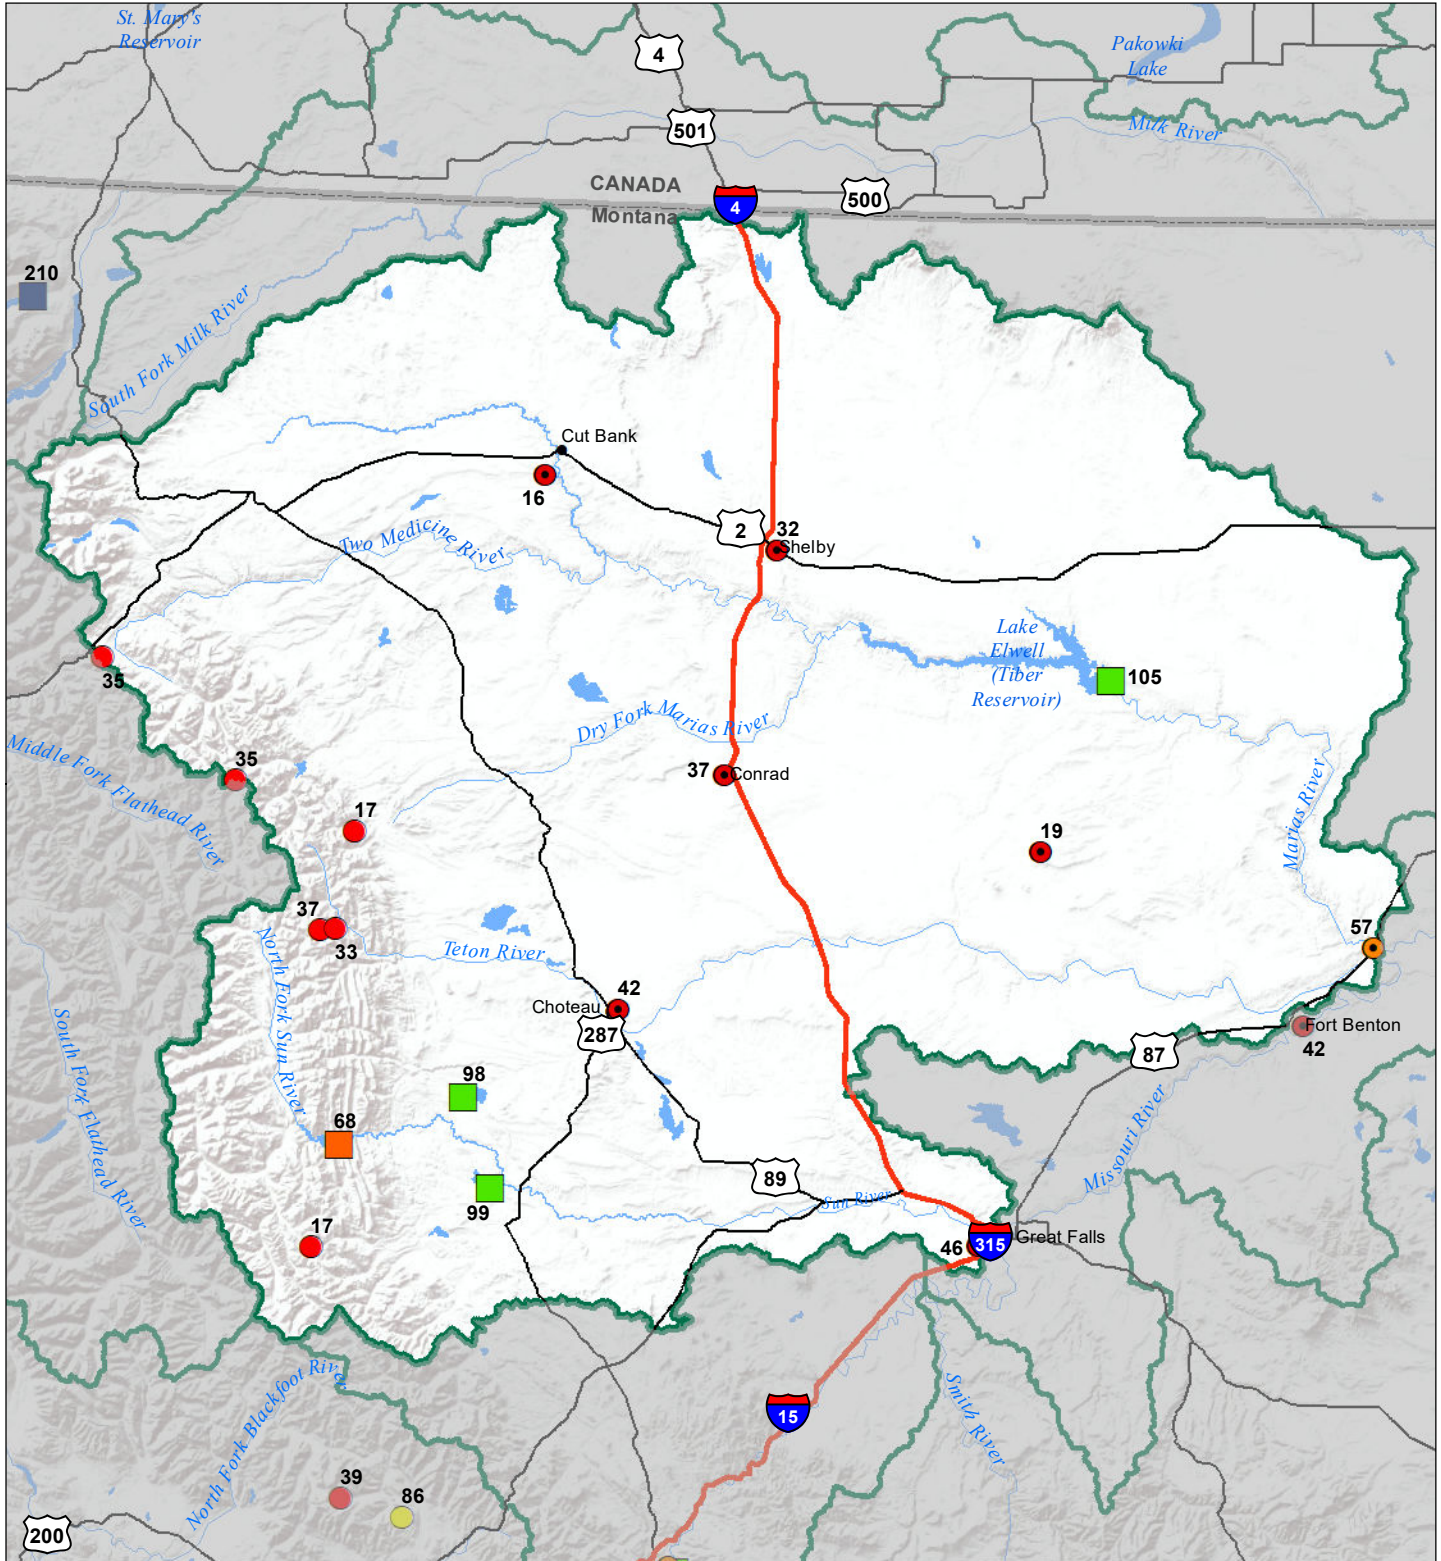 St. Mary's
Reservoir
4
Pakowki
Lake
501
Milk River
CANADA
Montana
4
500
210
South Fork Milk River
Cut Bank
16
2
32
Shelby
Two Medicine River
Lake
Elwell
(Tiber
Reservoir)
105
35
Dry Fork Marias River
Middle Fork Flathead River
35
37
Conrad
Marias River
17
19
37
33
North Fork Sun River
Teton River
57
42
Choteau
287
Fort Benton
42
87
South Fork Flathead River
98
68
Missouri River
89
99
Sun River
17
46
315
Great Falls
North Fork Blackfoot River
Smith River
15
39
86
200